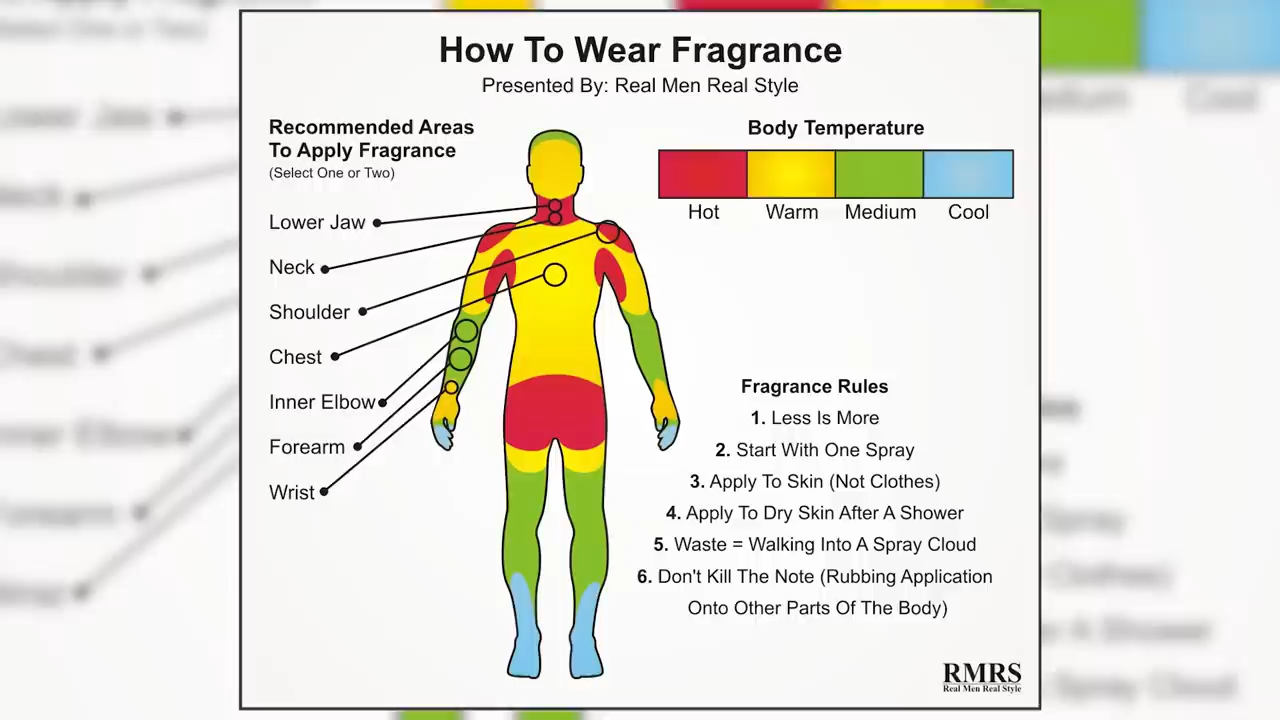 How To Wear Fragrance
Presented By: Real Men Real Style
Recommended Areas
To Apply Fragrance
(Select One or Two)
Lower Jaw
Neck
Shoulder
Chest
Inner Elbow
Forearm
Wrist
Body Temperature
Hot
Warm
Medium
Cool
Fragrance Rules
1. Less Is More
2. Start With One Spray
3. Apply To Skin (Not Clothes)
4. Apply To Dry Skin After A Shower
5. Waste = Walking Into A Spray Cloud
6. Don't Kill The Note (Rubbing Application
Onto Other Parts Of The Body)
RMRS
Real Men Real Style